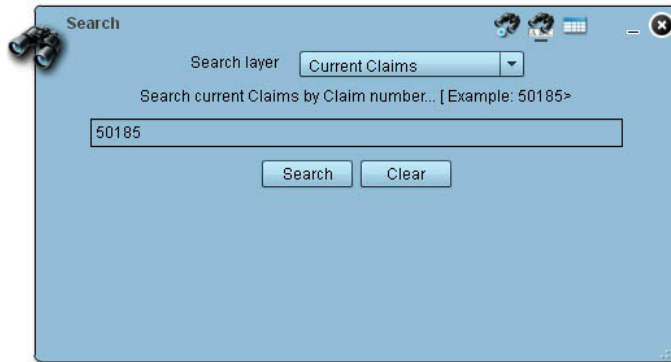 Search
Search layer Current Claims
Search current Claims by Claim number... [ Example: 50185>
50185
Search Clear